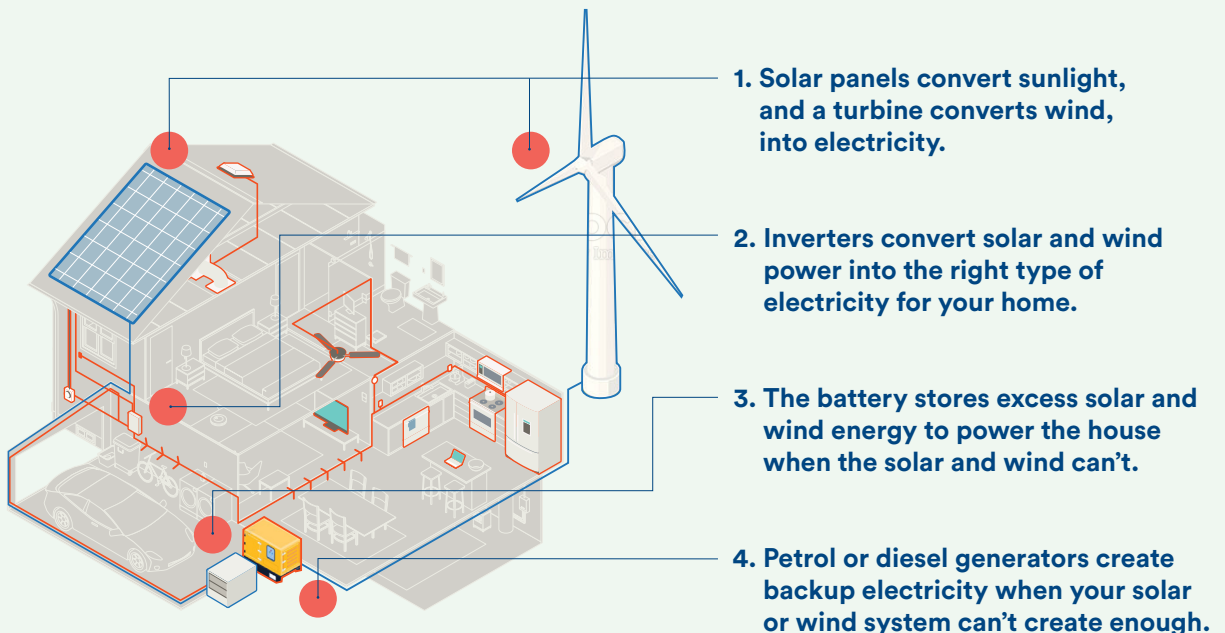 1. Solar panels convert sunlight,
and a turbine converts wind,
into electricity.
2. Inverters convert solar and wind
power into the right type of
electricity for your home.
3. The battery stores excess solar and
wind energy to power the house
when the solar and wind can’t.
4. Petrol or diesel generators create
backup electricity when your solar
or wind system can’t create enough.